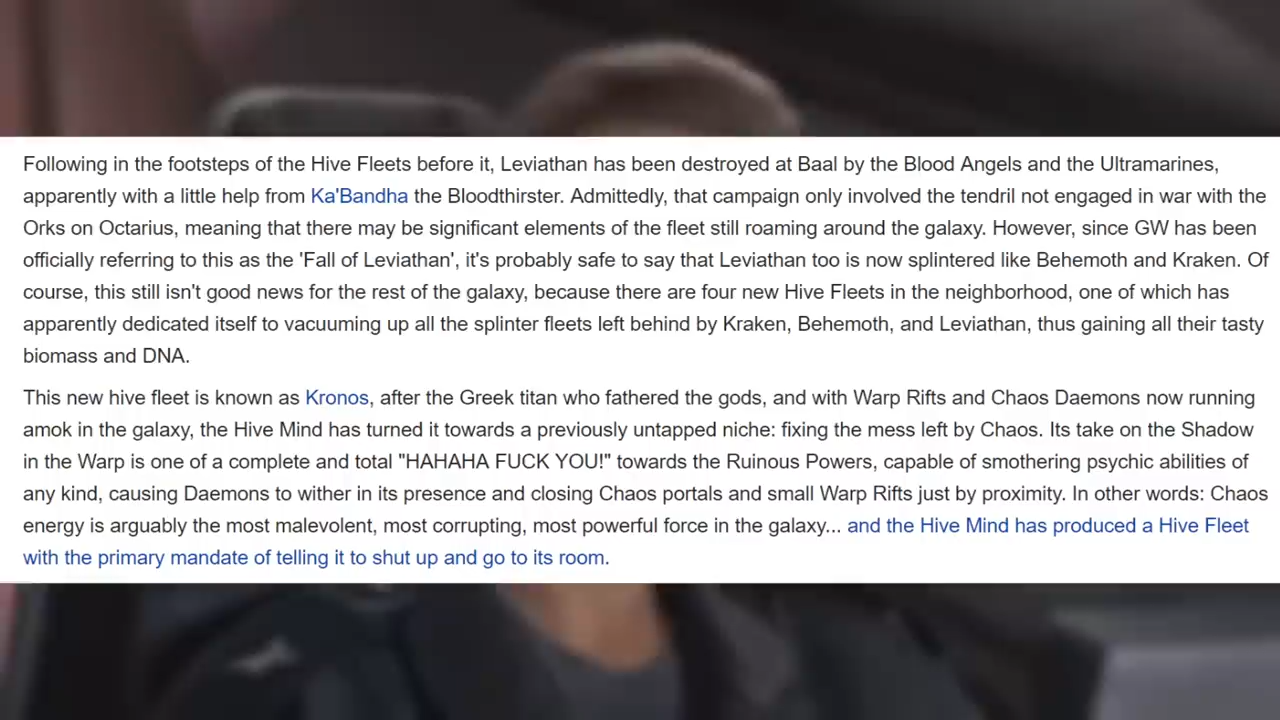 Following in the footsteps of the Hive Fleets before it, Leviathan has been destroyed at Baal by the Blood Angels and the Ultramarines,
apparently with a little help from Ka'Bandha the Bloodthirster. Admittedly, that campaign only involved the tendril not engaged in war with the
Orks on Octarius, meaning that there may be significant elements of the fleet still roaming around the galaxy. However, since GW has been
officially referring to this as the 'Fall of Leviathan', it's probably safe to say that Leviathan too is now splintered like Behemoth and Kraken. Of
course, this still isn't good news for the rest of the galaxy, because there are four new Hive Fleets in the neighborhood, one of which has
apparently dedicated itself to vacuuming up all the splinter fleets left behind by Kraken, Behemoth, and Leviathan, thus gaining all their tasty
biomass and DNA.
This new hive fleet is known as Kronos, after the Greek titan who fathered the gods, and with Warp Rifts and Chaos Daemons now running
amok in the galaxy, the Hive Mind has turned it towards a previously untapped niche: fixing the mess left by Chaos. Its take on the Shadow
in the Warp is one of a complete and total "HAHAHA FUCK YOU!" towards the Ruinous Powers, capable of smothering psychic abilities of
any kind, causing Daemons to wither in its presence and closing Chaos portals and small Warp Rifts just by proximity. In other words: Chaos
energy is arguably the most malevolent, most corrupting, most powerful force in the galaxy... and the Hive Mind has produced a Hive Fleet
with the primary mandate of telling it to shut up and go to its room.